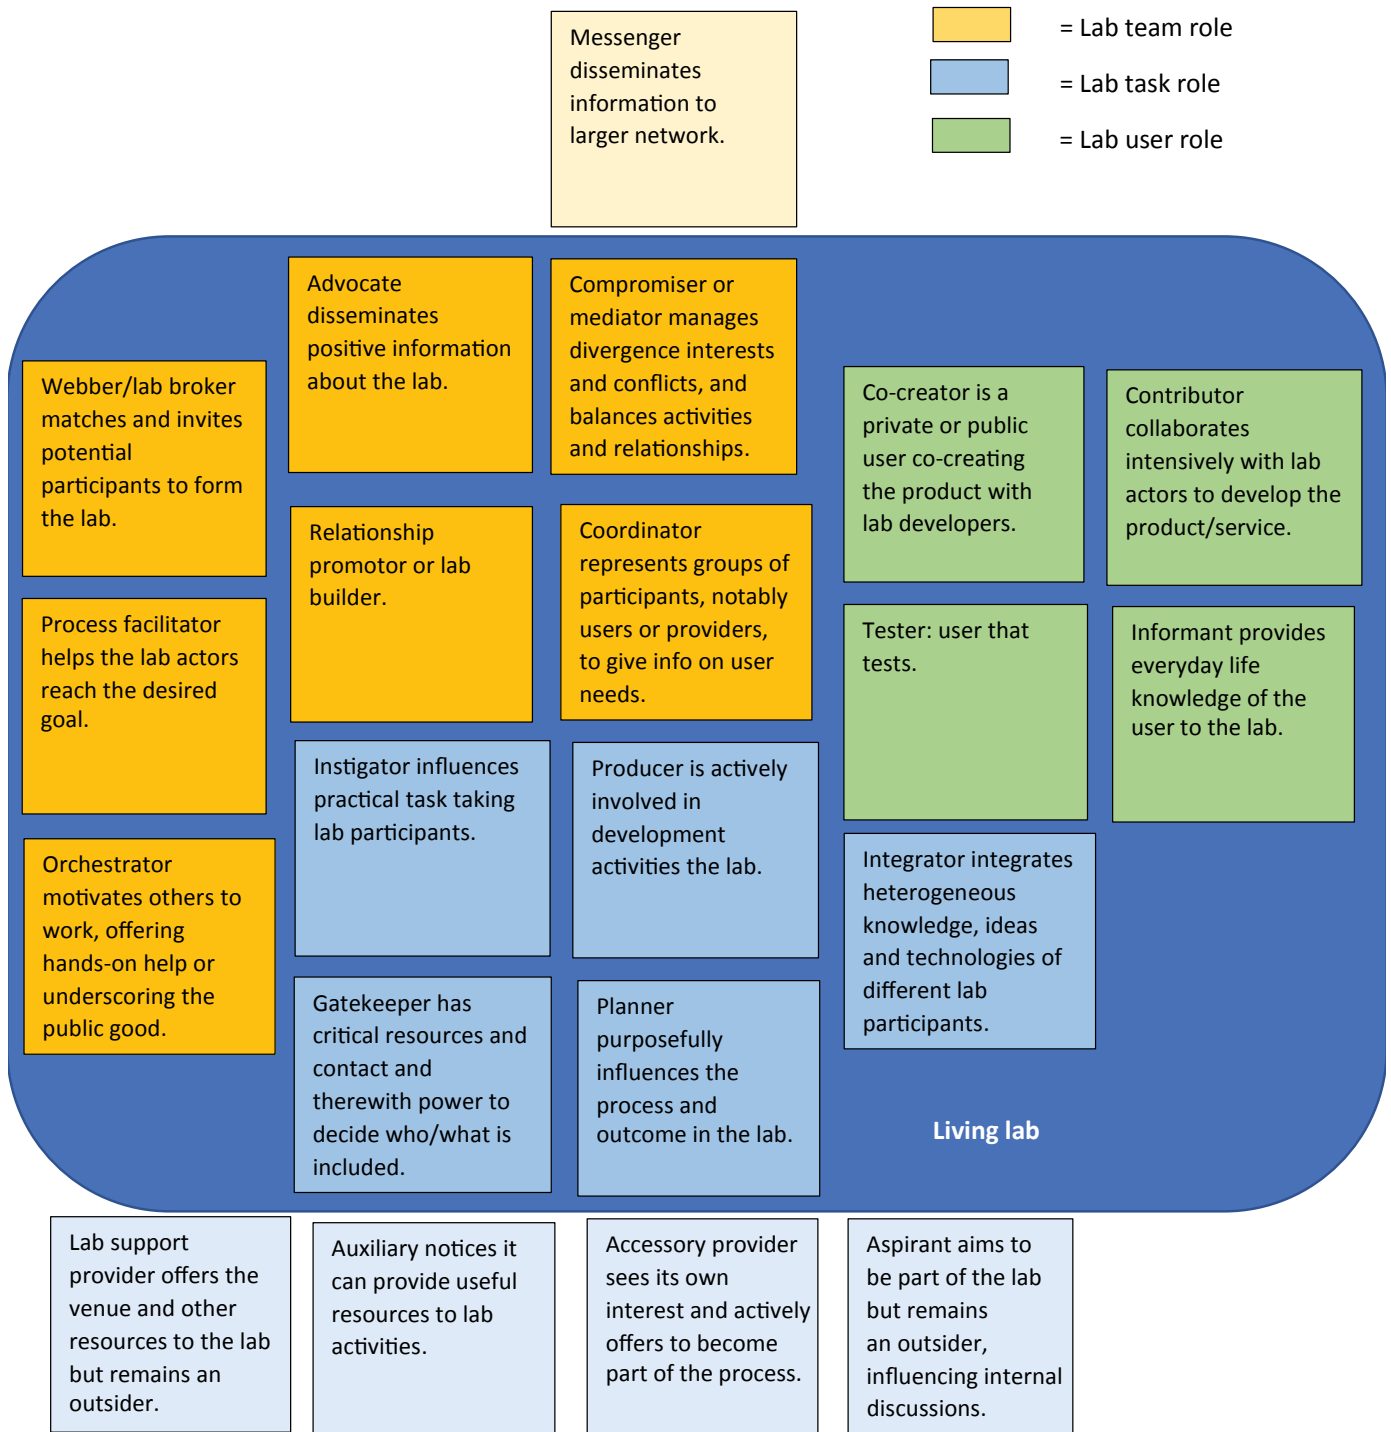 Messenger
disseminates
information to
larger network.
= Lab team role
= Lab task role
= Lab user role
Advocate
disseminates
positive information
about the lab.
Compromiser or
mediator manages
divergence interests
and conflicts, and
balances activities
and relationships.
Webber/lab broker
matches and invites
potential
participants to form
the lab.
Co-creator is a
private or public
user co-creating
the product with
lab developers.
Contributor
collaborates
intensively with lab
actors to develop the
product/service.
Relationship
promotor or lab
builder.
Coordinator
represents groups of
participants, notably
users or providers,
to give info on user
needs.
Process facilitator
helps the lab actors
reach the desired
goal.
Tester: user that
tests.
Informant provides
everyday life
knowledge of the
user to the lab.
Instigator influences
practical task taking
lab participants.
Producer is actively
involved in
development
activities the lab.
Orchestrator
motivates others to
work, offering
hands-on help or
underscoring the
public good.
Integrator integrates
heterogeneous
knowledge, ideas
and technologies of
different lab
participants.
Gatekeeper has
critical resources and
contact and
therewith power to
decide who/what is
included.
Planner
purposefully
influences the
process and
outcome in the lab.
Living lab
Lab support
provider offers the
venue and other
resources to the lab
but remains an
outsider.
Auxiliary notices it
can provide useful
resources to lab
activities.
Accessory provider
sees its own
interest and actively
offers to become
part of the process.
Aspirant aims to
be part of the lab
but remains
an outsider,
influencing internal
discussions.